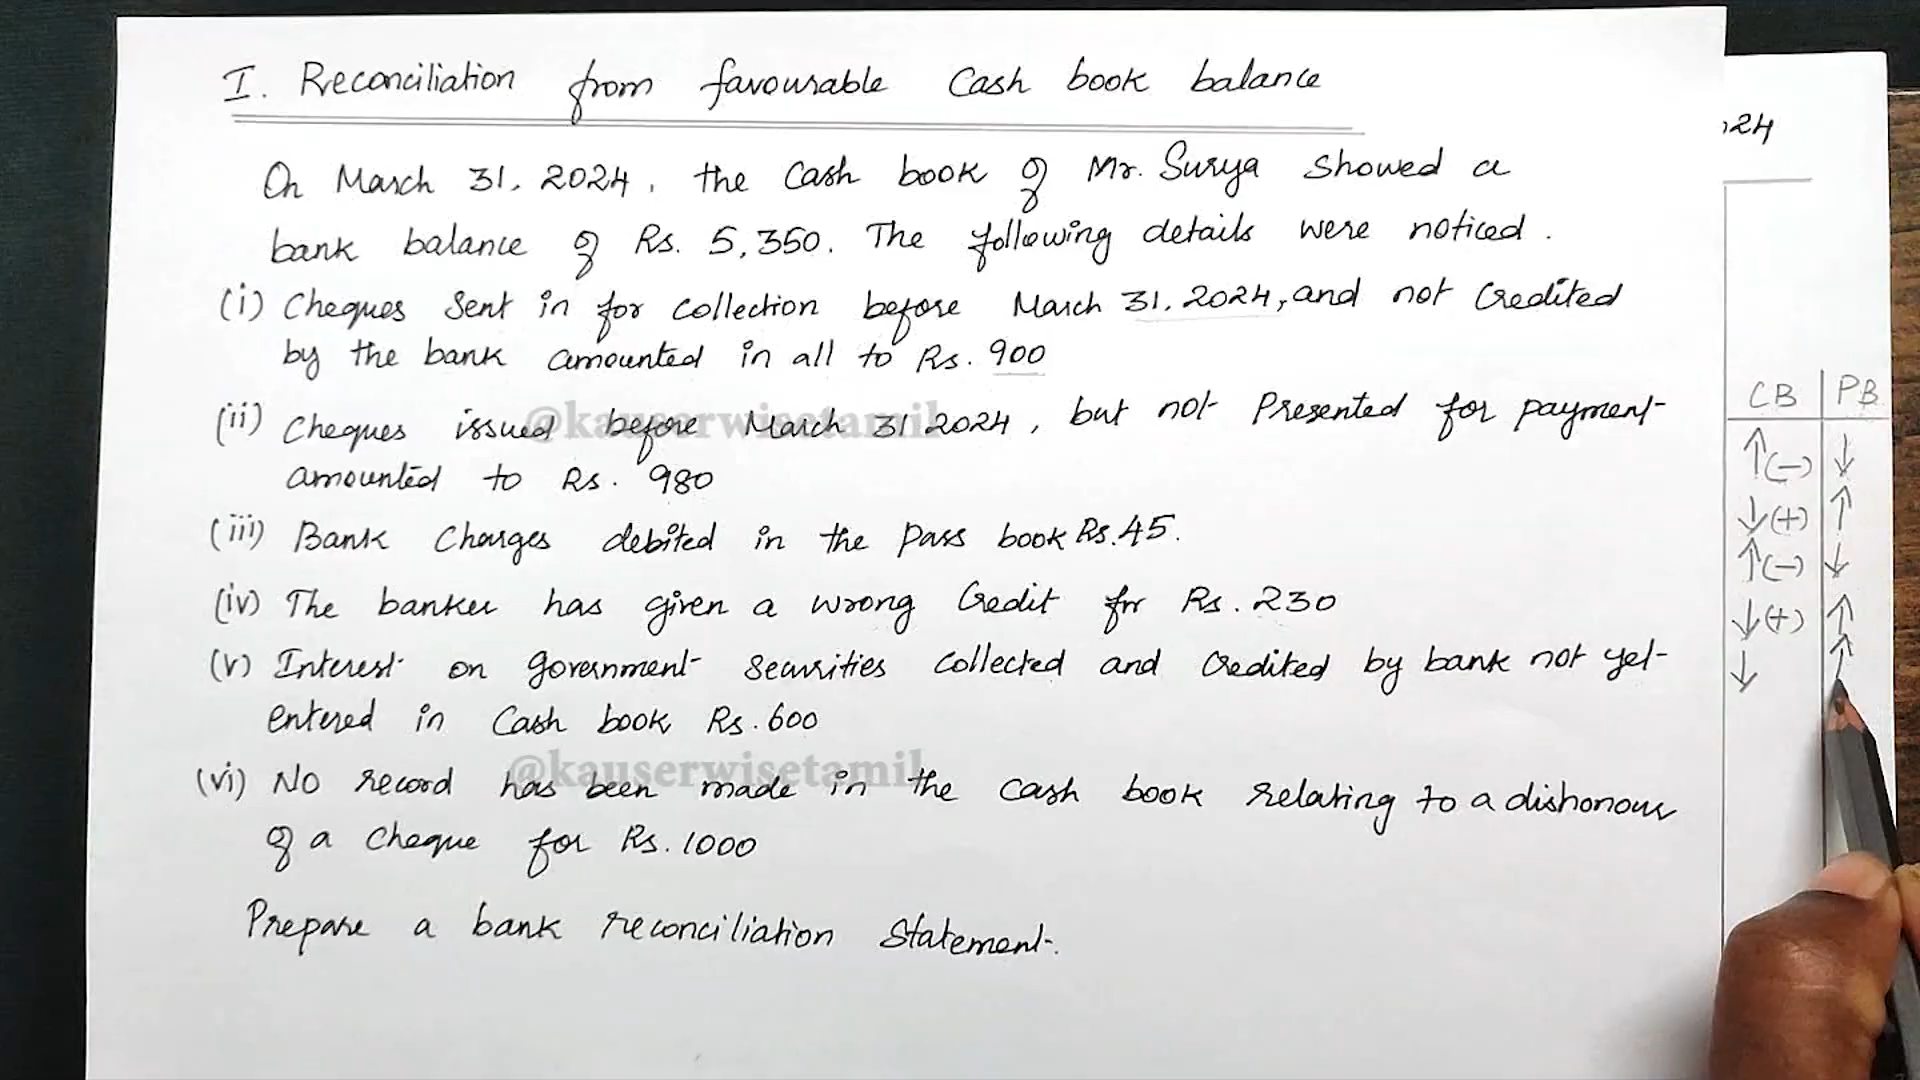 I. Reconciliation from favourable Cash book balance
On March 31, 2024, the Cash book of Mr. Surya showed a
bank balance of Rs. 5,350. The following details were noticed.
(i) Cheques sent in for collection before March 31, 2024, and not credited
by the bank amounted in all to Rs. 900
(ii) Cheques issued before March 31 2024, but not Presented for payment
amounted to Rs. 980
@kauserwisetamil
(iii) Bank Charges debited in the pass book Rs.45.
(iv) The banker has given a wrong Credit for Rs. 230
(v) Interest on government securities collected and credited by bank not yet
entered in Cash book Rs. 600
(vi) No record has been made in the cash book relating to a dishonour
of a cheque for Rs. 1000
@kauserwisetamil
Prepare a bank reconciliation statement.
024
CB PB
↑(-) ↓
↓(+) ↑
↑(-) ↓
↓(+) ↑
↓ ↑